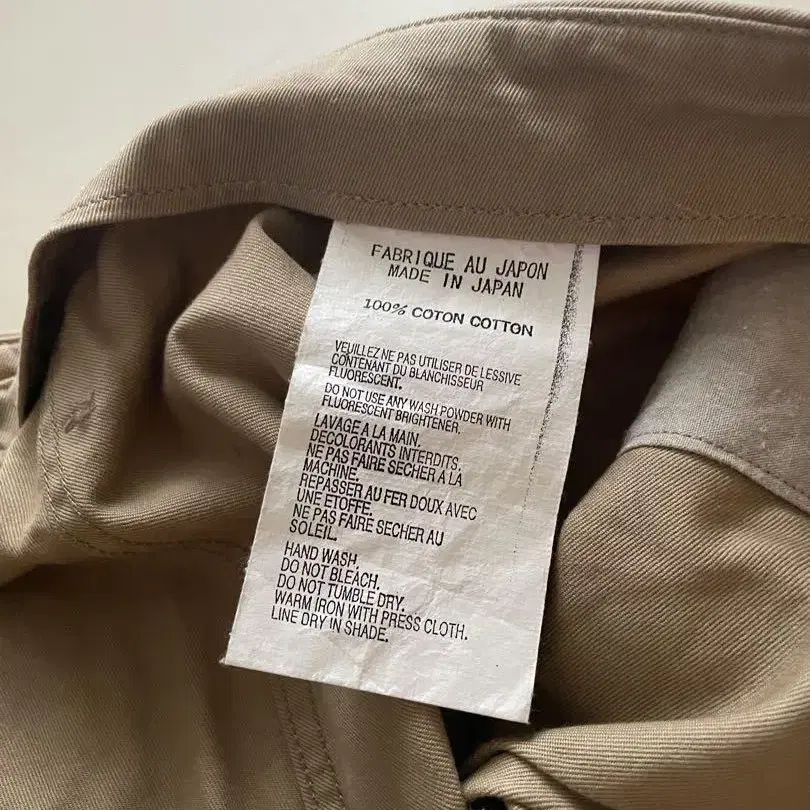 FABRIQUE AU JAPON
MADE IN JAPAN
100% COTON COTTON
VEUILLEZ NE PAS UTILISER DE LESSIVE
CONTENANT DU BLANCHISSEUR
FLUORESCENT.
DO NOT USE ANY WASH POWDER WITH
FLUORESCENT BRIGHTENER.
LAVAGE A LA MAIN.
DECOLORANTS INTERDITS.
NE PAS FAIRE SECHER A LA
MACHINE.
REPASSER AU FER DOUX AVEC
UNE ETOFFE.
NE PAS FAIRE SECHER AU
SOLEIL.
HAND WASH.
DO NOT BLEACH.
DO NOT TUMBLE DRY.
WARM IRON WITH PRESS CLOTH.
LINE DRY IN SHADE.